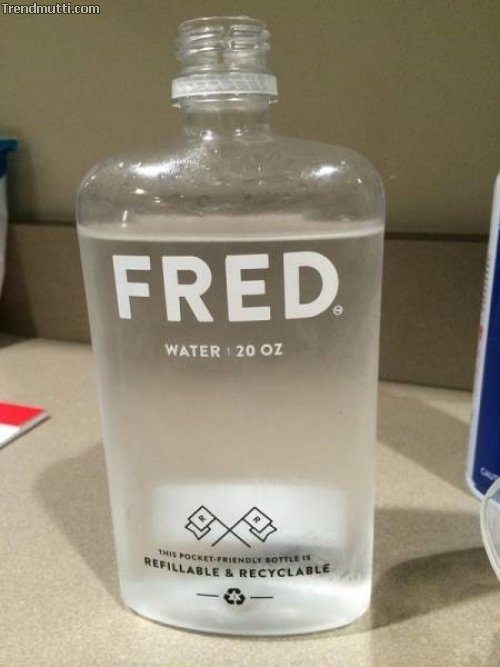 Trendmutti.com
FRED
WATER 20 OZ
R R
THIS POCKET-FRIENDLY BOTTLE IS
REFILLABLE & RECYCLABLE